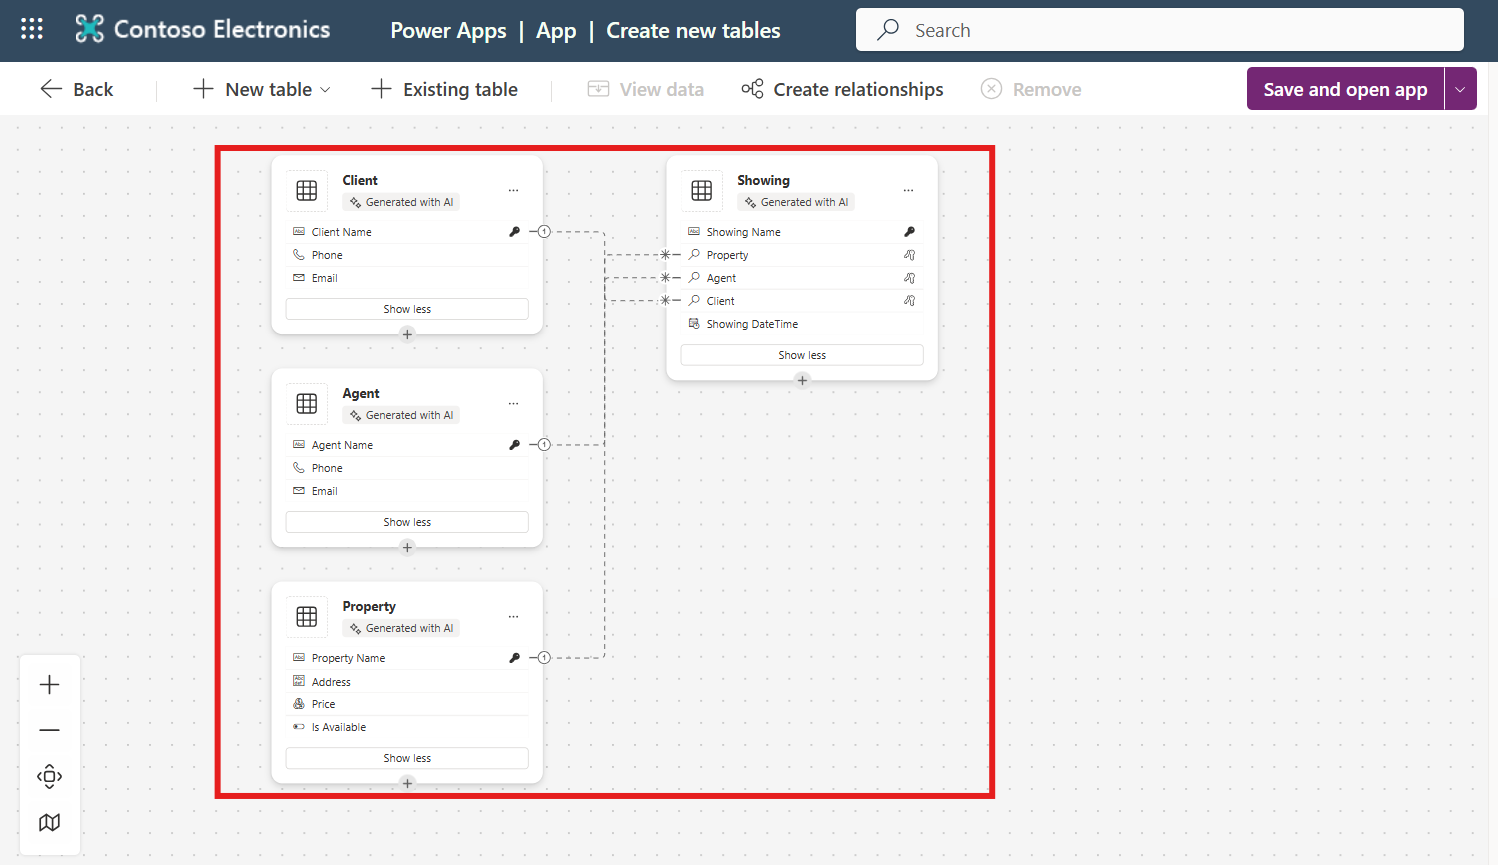 Contoso Electronics
Power Apps | App | Create new tables
Search
Back
New table
Existing table
View data
Create relationships
Remove
Save and open app
Client
Generated with AI
Client Name
1
Phone
Email
Show less
Showing
Generated with AI
Showing Name
Property
Agent
Client
Showing DateTime
Show less
Agent
Generated with AI
Agent Name
1
Phone
Email
Show less
Property
Generated with AI
Property Name
1
Address
Price
Is Available
Show less